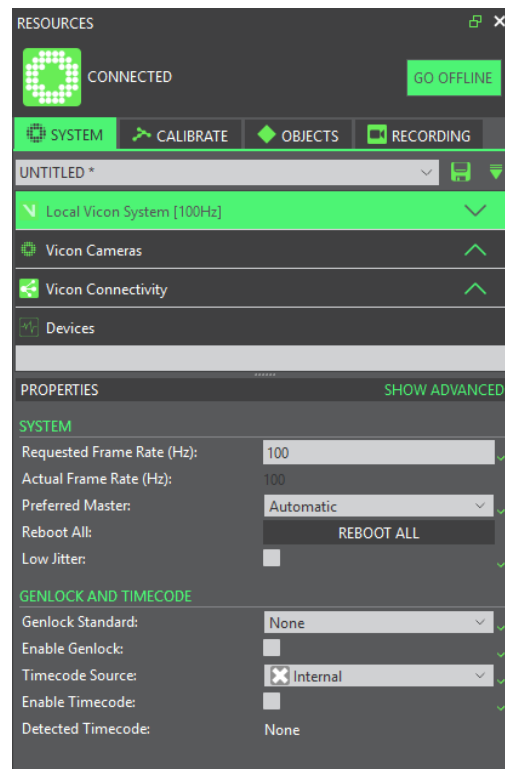 RESOURCES
CONNECTED
GO OFFLINE
SYSTEM CALIBRATE OBJECTS RECORDING
UNTITLED *
Local Vicon System [100Hz]
Vicon Cameras
Vicon Connectivity
Devices
PROPERTIES SHOW ADVANCED
SYSTEM
Requested Frame Rate (Hz): 100
Actual Frame Rate (Hz): 100
Preferred Master: Automatic
Reboot All: REBOOT ALL
Low Jitter:
GENLOCK AND TIMECODE
Genlock Standard: None
Enable Genlock:
Timecode Source: Internal
Enable Timecode:
Detected Timecode: None